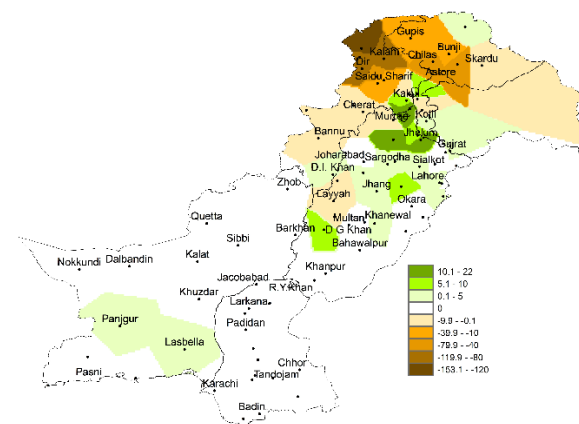 Gupis
Kalam
Chilas
Bunji
Skardu
Dir
Astore
Saidu Sharif
Kakul
Cherat
Murree
Kotli
Bannu
Jhelum
Joharabad
Sargodha
Gujrat
Sialkot
D.I. Khan
Zhob
Jhang
Lahore
Layyah
Okara
Quetta
Multan
Khanewal
Barkhan
D G Khan
Sibbi
Bahawalpur
Kalat
Nokkundi
Dalbandin
Khanpur
Jacobabad
R.Y.Khan
Khuzdar
Larkana
Panjgur
Padidan
Lasbella
Pasni
Chhor
Tandojam
Karachi
Badin
10.1 - 22
5.1 - 10
0.1 - 5
0
-9.9 - -0.1
-39.9 - -10
-79.9 - -40
-119.9 - -80
-153.1 - -120